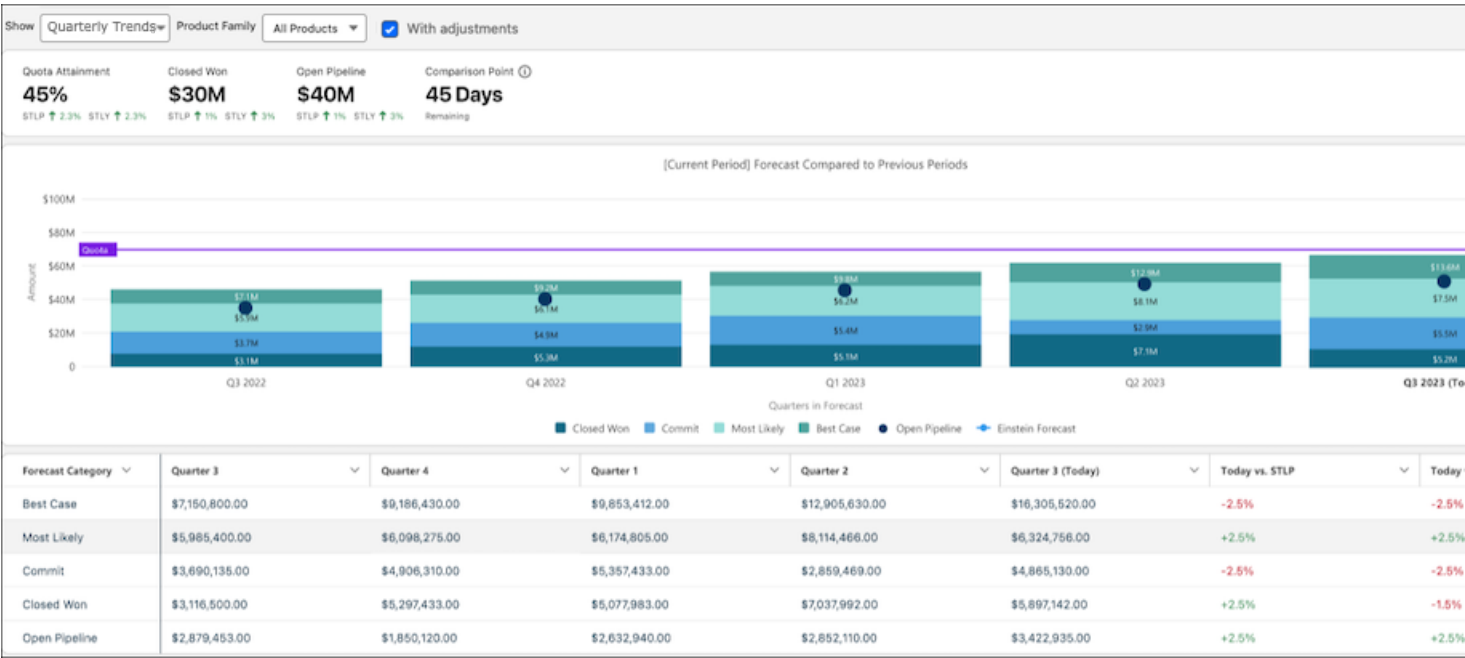 Show Quarterly Trends Product Family All Products With adjustments
Quota Attainment Closed Won Open Pipeline Comparison Point
45% $30M $40M 45 Days
STLP ↑ 2.3% STLY ↑ 2.3% STLP ↑ 1% STLY ↑ 3% STLP ↑ 1% STLY ↑ 3% Remaining
[Current Period] Forecast Compared to Previous Periods
$100M
$80M
Quota
$60M
$40M
$20M
0
Amount
$7.1M $9.2M $9.8M $12.9M $13.6M
$5.9M $6.1M $6.2M $8.1M $7.5M
$3.7M $4.9M $5.4M $2.9M $5.5M
$3.1M $5.3M $5.1M $7.1M $5.2M
Q3 2022 Q4 2022 Q1 2023 Q2 2023 Q3 2023 (To
Quarters in Forecast
Closed Won Commit Most Likely Best Case Open Pipeline Einstein Forecast
Forecast Category Quarter 3 Quarter 4 Quarter 1 Quarter 2 Quarter 3 (Today) Today vs. STLP Today
Best Case $7,150,800.00 $9,186,430.00 $9,853,412.00 $12,905,630.00 $16,305,520.00 -2.5% -2.5%
Most Likely $5,985,400.00 $6,098,275.00 $6,174,805.00 $8,114,466.00 $6,324,756.00 +2.5% +2.5%
Commit $3,690,135.00 $4,906,310.00 $5,357,433.00 $2,859,469.00 $4,865,130.00 -2.5% -2.5%
Closed Won $3,116,500.00 $5,297,433.00 $5,077,983.00 $7,037,992.00 $5,897,142.00 +2.5% -1.5%
Open Pipeline $2,879,453.00 $1,850,120.00 $2,632,940.00 $2,852,110.00 $3,422,935.00 +2.5% +2.5%